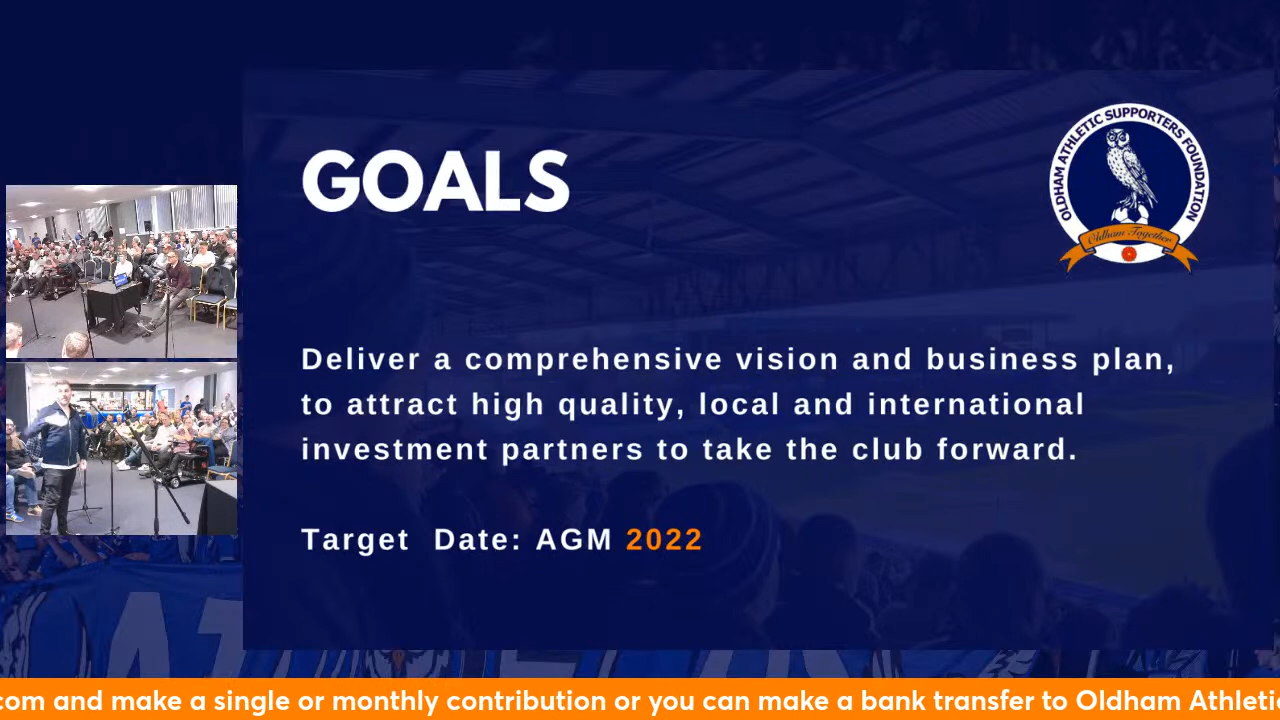 GOALS
OLDHAM ATHLETIC SUPPORTERS FOUNDATION
Oldham Together
Deliver a comprehensive vision and business plan,
to attract high quality, local and international
investment partners to take the club forward.
Target Date: AGM 2022
com and make a single or monthly contribution or you can make a bank transfer to Oldham Athletic